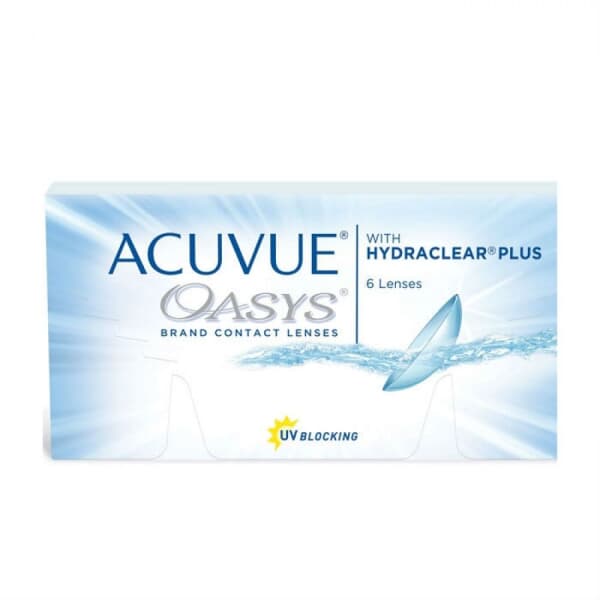 ACUVUE®
OASYS®
BRAND CONTACT LENSES
WITH
HYDRACLEAR® PLUS
6 Lenses
UV BLOCKING